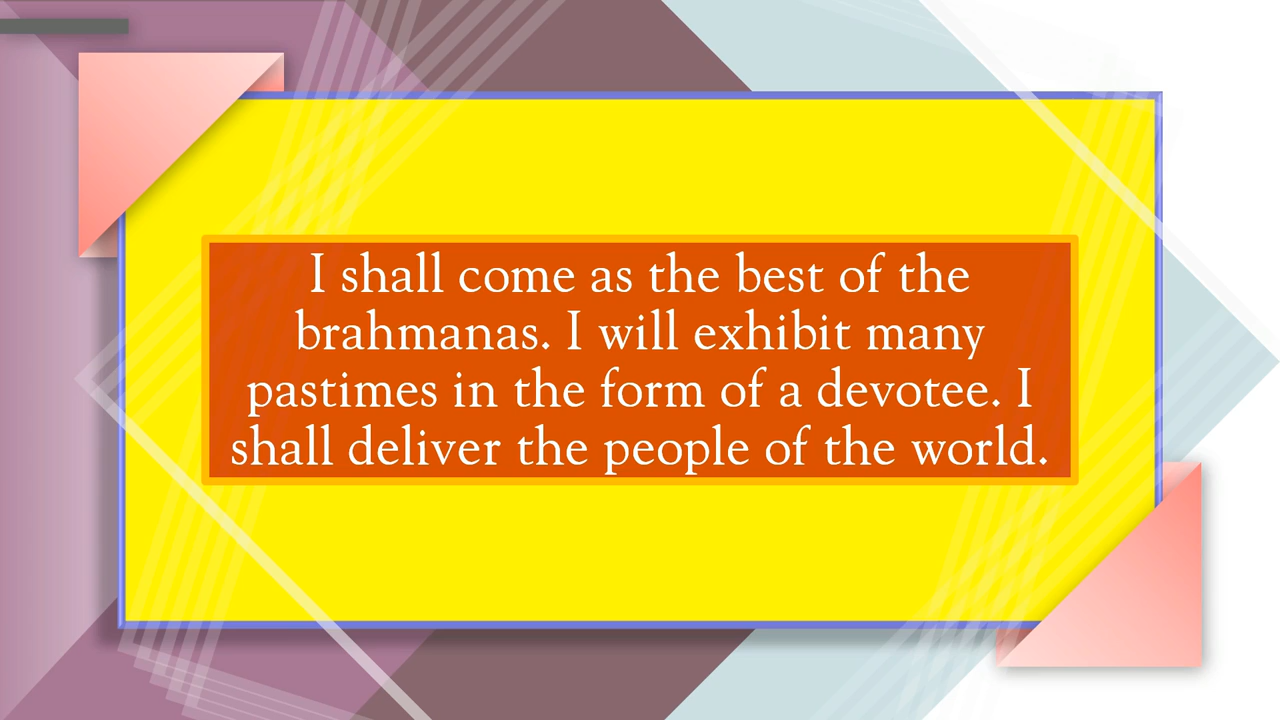 I shall come as the best of the
brahmanas. I will exhibit many
pastimes in the form of a devotee. I
shall deliver the people of the world.